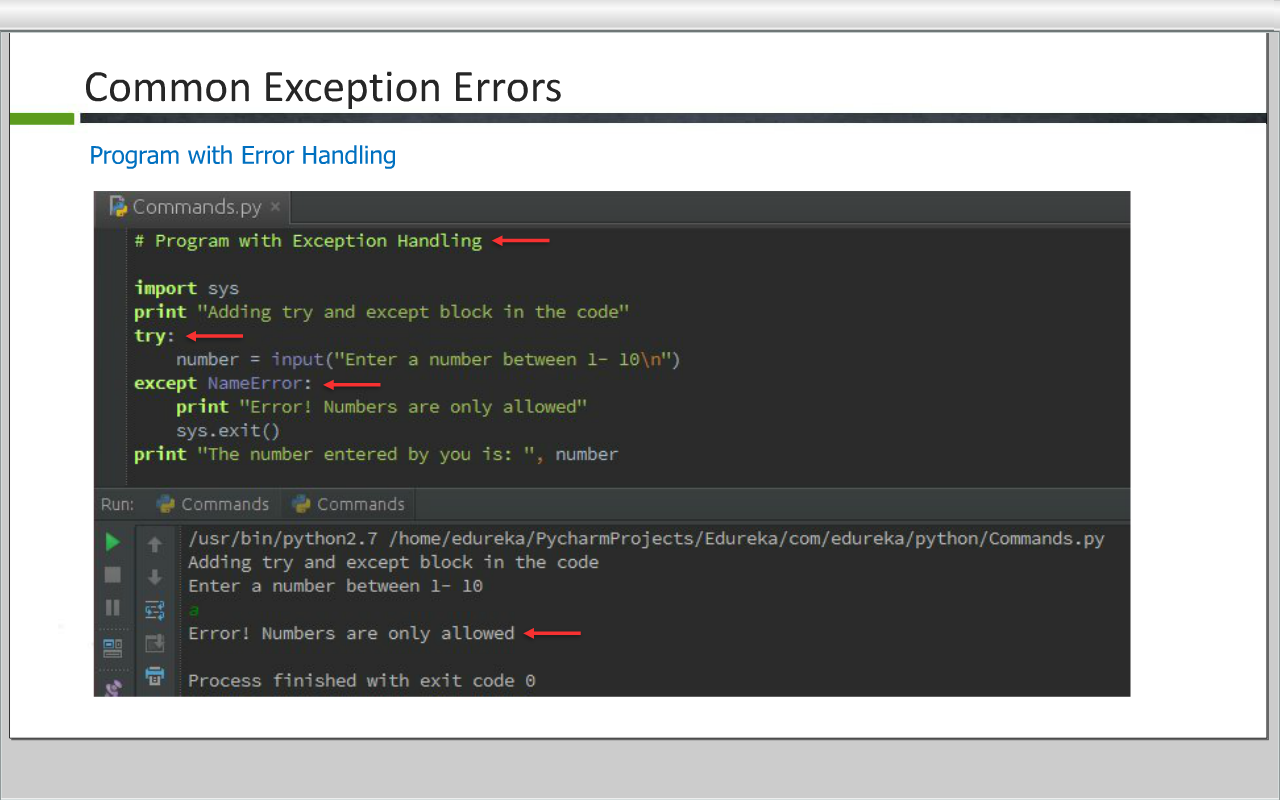 Common Exception Errors
Program with Error Handling
Commands.py ×
# Program with Exception Handling
import sys
print "Adding try and except block in the code"
try:
number = input("Enter a number between 1- 10\n")
except NameError:
print "Error! Numbers are only allowed"
sys.exit()
print "The number entered by you is: ", number
Run: Commands Commands
/usr/bin/python2.7 /home/edureka/PycharmProjects/Edureka/com/edureka/python/Commands.py
Adding try and except block in the code
Enter a number between 1- 10
a
Error! Numbers are only allowed
Process finished with exit code 0